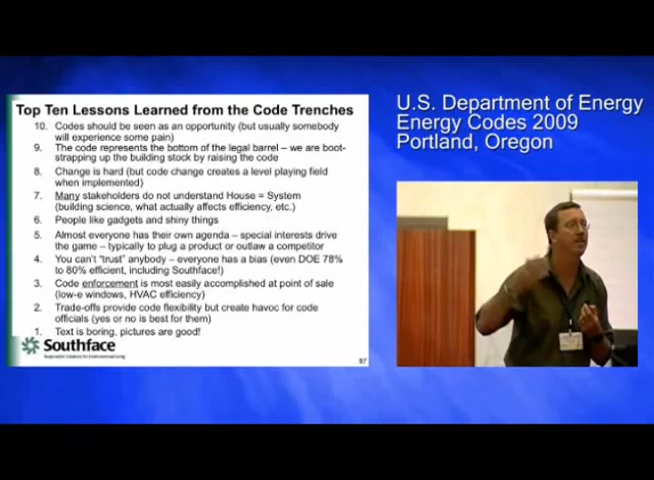 Top Ten Lessons Learned from the Code Trenches
10. Codes should be seen as an opportunity (but usually somebody
will experience some pain)
9. The code represents the bottom of the legal barrel – we are boot-
strapping up the building stock by raising the code
8. Change is hard (but code change creates a level playing field
when implemented)
7. Many stakeholders do not understand House = System
(building science, what actually affects efficiency, etc.)
6. People like gadgets and shiny things
5. Almost everyone has their own agenda – special interests drive
the game – typically to plug a product or outlaw a competitor
4. You can't "trust" anybody – everyone has a bias (even DOE 78%
to 80% efficient, including Southface!)
3. Code enforcement is most easily accomplished at point of sale
(low-e windows, HVAC efficiency)
2. Trade-offs provide code flexibility but create havoc for code
officials (yes or no is best for them)
1. Text is boring, pictures are good!
Southface
67
U.S. Department of Energy
Energy Codes 2009
Portland, Oregon